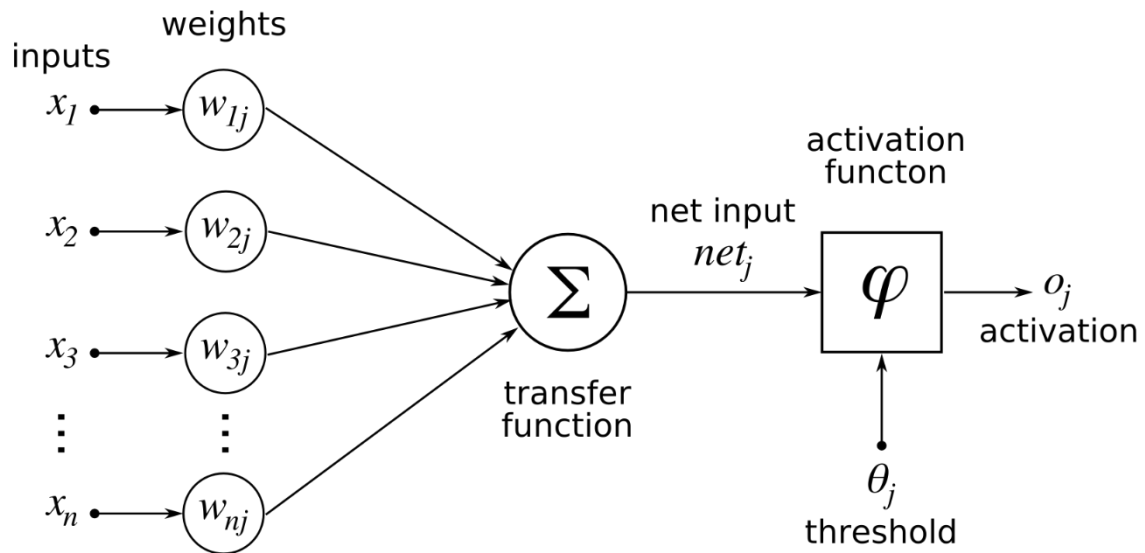 weights
inputs
x1
w1j
x2
w2j
x3
w3j
⋮
⋮
xn
wnj
Σ
transfer
function
net input
netj
activation
functon
φ
oj
activation
θj
threshold